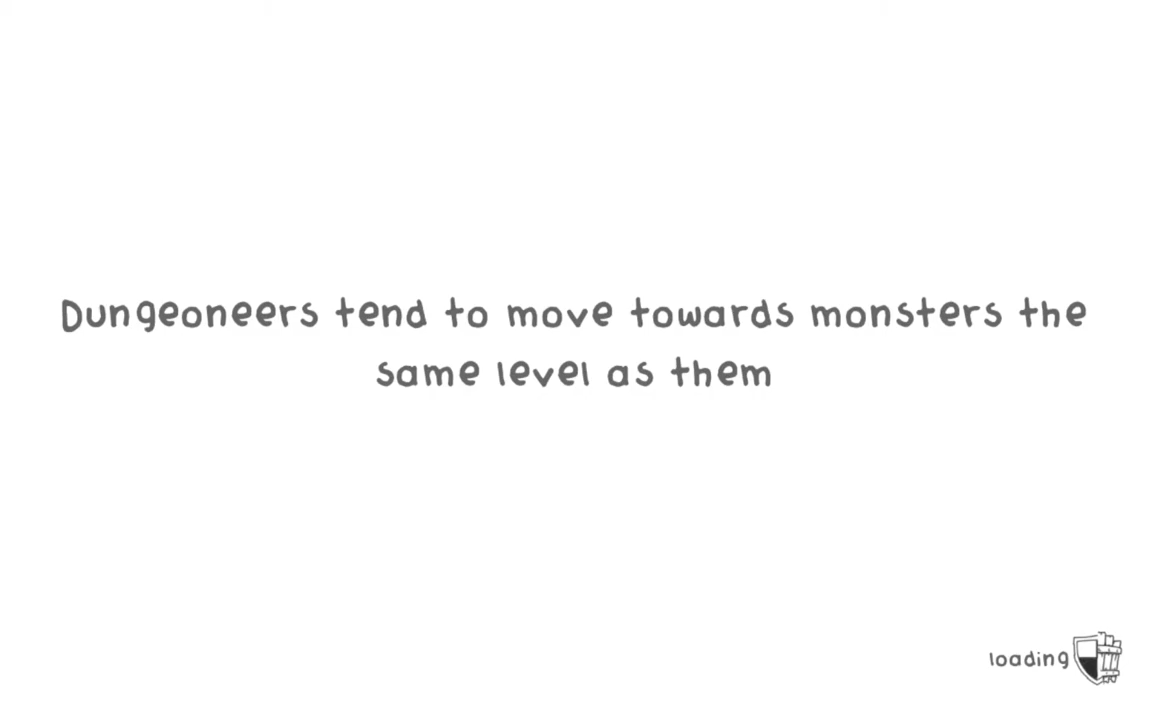 Dungeoneers tend to move towards monsters the
same level as them
loading